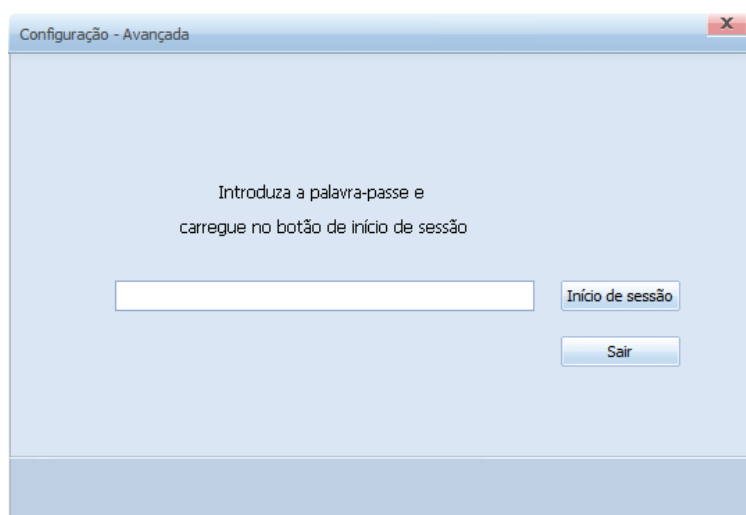 Configuração - Avançada
X
Introduza a palavra-passe e
carregue no botão de início de sessão
Início de sessão
Sair